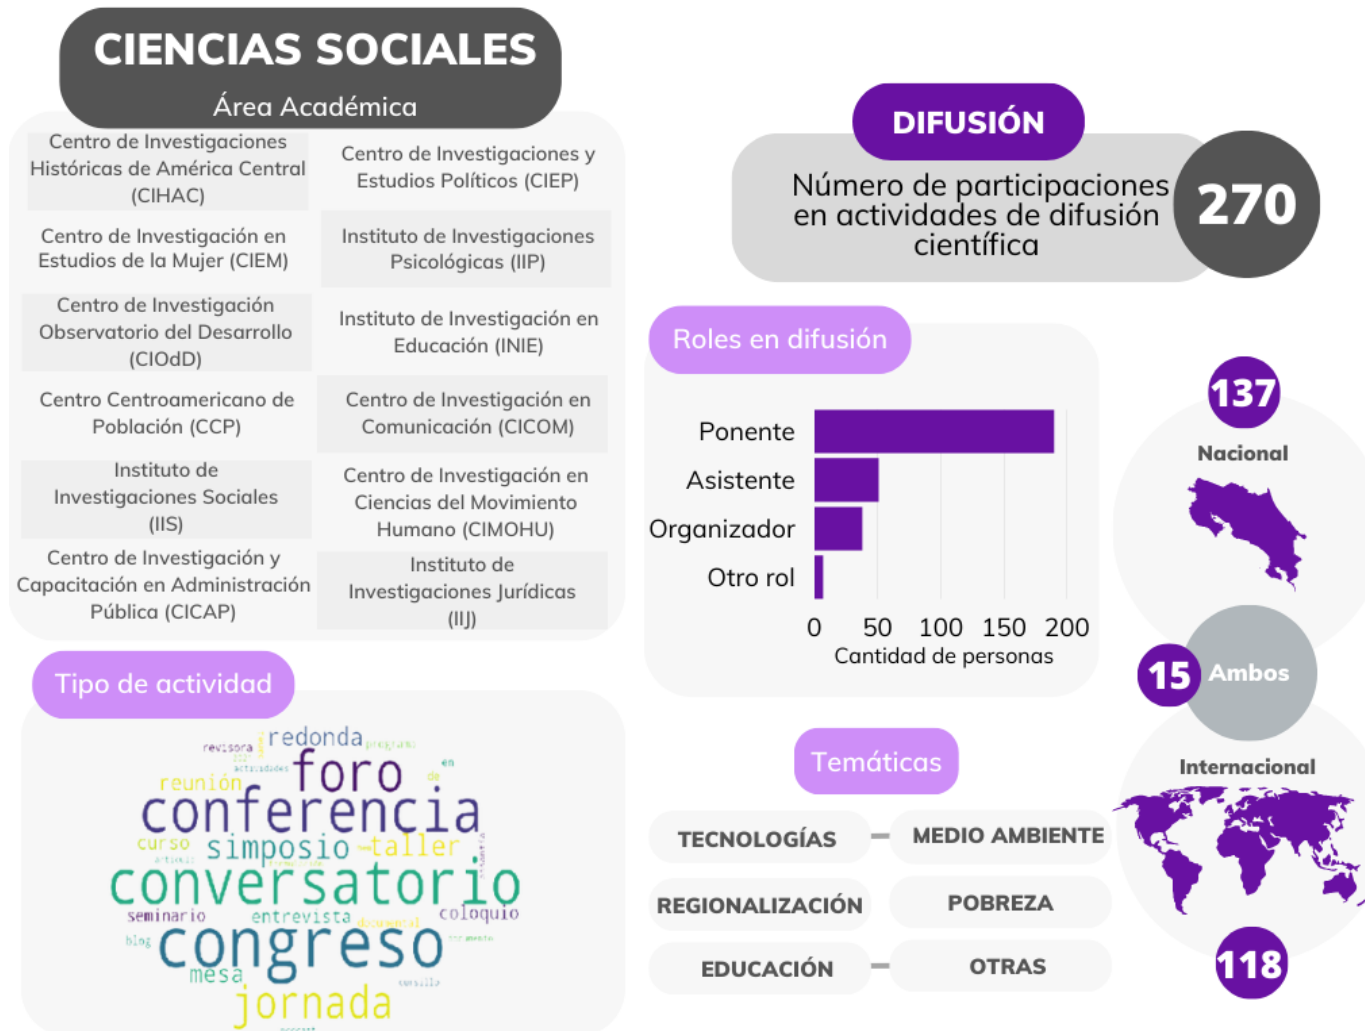 CIENCIAS SOCIALES
Área Académica
Centro de Investigaciones
Históricas de América Central
(CIHAC)
Centro de Investigaciones y
Estudios Políticos (CIEP)
Centro de Investigación en
Estudios de la Mujer (CIEM)
Instituto de Investigaciones
Psicológicas (IIP)
Centro de Investigación
Observatorio del Desarrollo
(CIOdD)
Instituto de Investigación en
Educación (INIE)
Centro Centroamericano de
Población (CCP)
Centro de Investigación en
Comunicación (CICOM)
Instituto de
Investigaciones Sociales
(IIS)
Centro de Investigación en
Ciencias del Movimiento
Humano (CIMOHU)
Centro de Investigación y
Capacitación en Administración
Pública (CICAP)
Instituto de
Investigaciones Jurídicas
(IIJ)
DIFUSIÓN
Número de participaciones
en actividades de difusión
científica
270
Roles en difusión
Ponente
Asistente
Organizador
Otro rol
0 50 100 150 200
Cantidad de personas
137
Nacional
15 Ambos
Internacional
118
Tipo de actividad
redonda
revisora
programa
actividades
foro
en
de
reunión
conferencia
curso
simposio
taller
articulo
conversatorio
seminario
entrevista
documental
coloquio
blog
congreso
mesa
cursillo
jornada
Temáticas
TECNOLOGÍAS
MEDIO AMBIENTE
REGIONALIZACIÓN
POBREZA
EDUCACIÓN
OTRAS